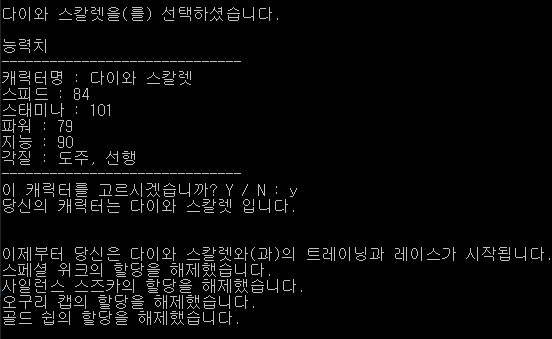 다이와 스칼렛을(를) 선택하셨습니다.
능력치
------------------------------
캐릭터명 : 다이와 스칼렛
스피드 : 84
스태미나 : 101
파워 : 79
지능 : 90
각질 : 도주, 선행
------------------------------
이 캐릭터를 고르시겠습니까? Y / N : y
당신의 캐릭터는 다이와 스칼렛 입니다.
이제부터 당신은 다이와 스칼렛와(과)의 트레이닝과 레이스가 시작됩니다.
스페셜 위크의 할당을 해제했습니다.
사일런스 스즈카의 할당을 해제했습니다.
오구리 캡의 할당을 해제했습니다.
골드 쉽의 할당을 해제했습니다.